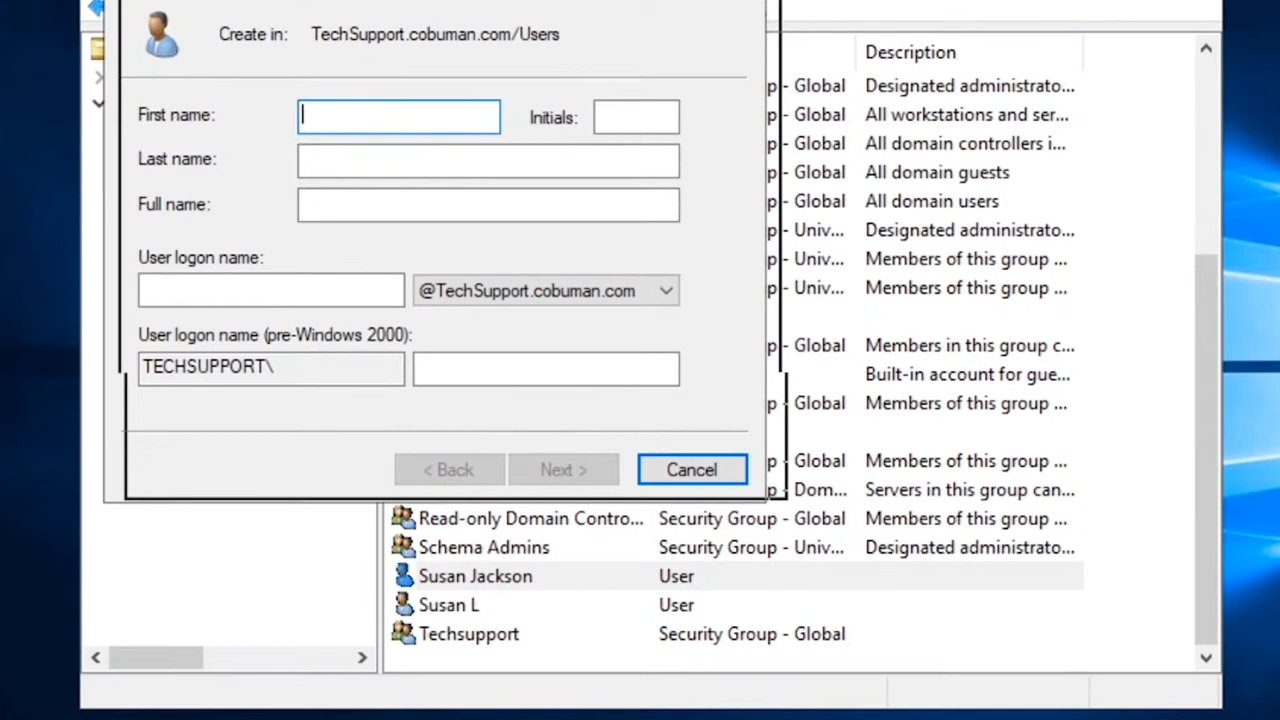 Create in: TechSupport.cobuman.com/Users
First name:
Initials:
Last name:
Full name:
User logon name:
@TechSupport.cobuman.com
User logon name (pre-Windows 2000):
TECHSUPPORT\
< Back
Next >
Cancel
Description
p - Global Designated administrato...
p - Global All workstations and ser...
p - Global All domain controllers i...
p - Global All domain guests
p - Global All domain users
p - Univ... Designated administrato...
p - Univ... Members of this group ...
p - Univ... Members of this group ...
p - Global Members in this group c...
Built-in account for gue...
p - Global Members of this group ...
p - Global Members of this group ...
p - Dom... Servers in this group can...
Read-only Domain Contro... Security Group - Global Members of this group ...
Schema Admins Security Group - Univ... Designated administrato...
Susan Jackson User
Susan L User
Techsupport Security Group - Global